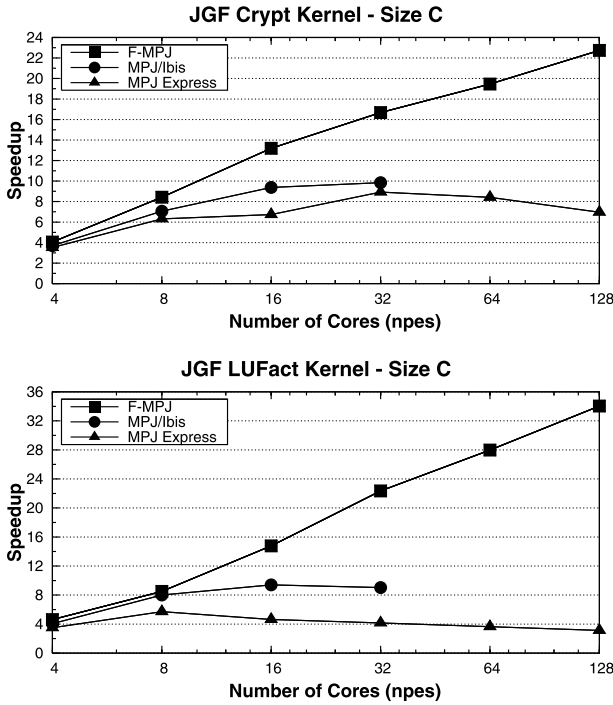 JGF Crypt Kernel - Size C
24
22
20
18
16
14
12
10
8
6
4
2
0
Speedup
F-MPJ
MPJ/Ibis
MPJ Express
4 8 16 32 64 128
Number of Cores (npes)
JGF LUFact Kernel - Size C
36
32
28
24
20
16
12
8
4
0
Speedup
F-MPJ
MPJ/Ibis
MPJ Express
4 8 16 32 64 128
Number of Cores (npes)